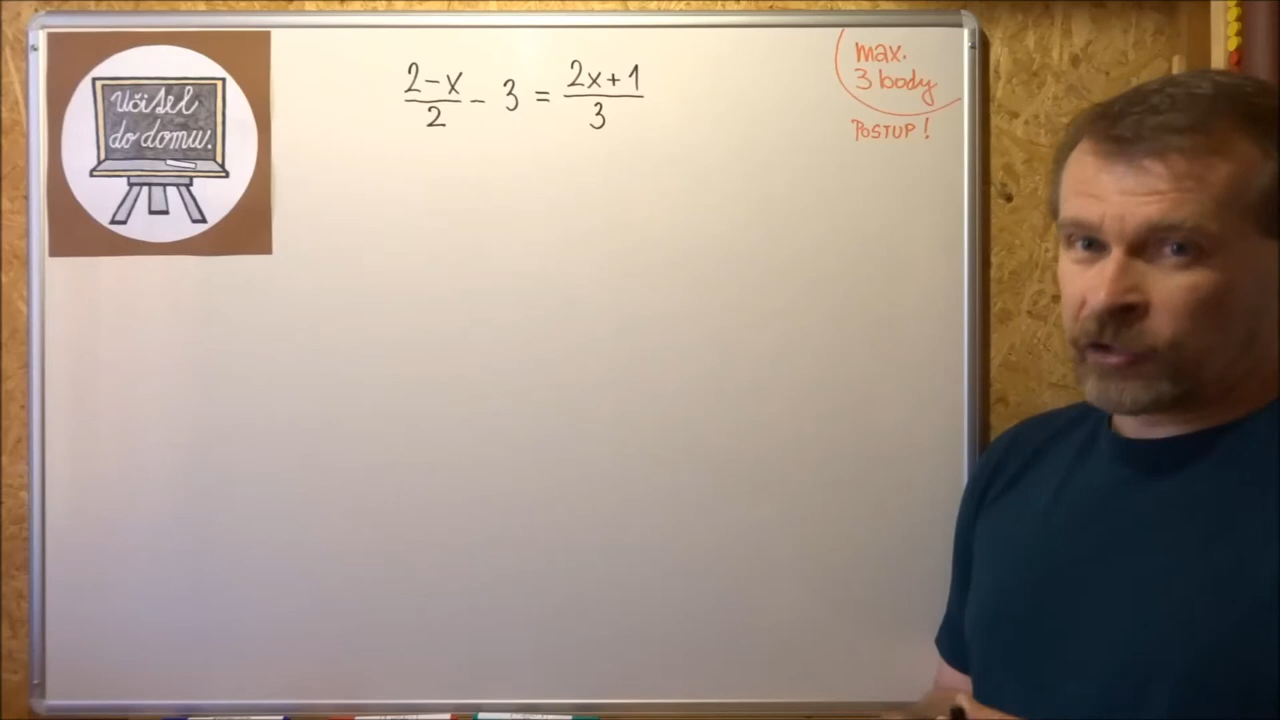 Učitel
do domu.
(2-x)/2 - 3 = (2x+1)/3
max.
3 body
POSTUP!